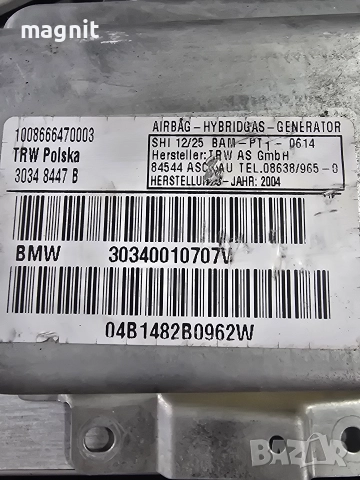 magnit
1008666470003
TRW Polska
3034 8447 B
AIRBAG-HYBRIDGAS-GENERATOR
SHI 12/25 BAM-PT1-0614
Hersteller:TRW AS GmbH
84544 ASCHAU TEL.08638/965-0
JAHR: 2004
BMW 30340010707V
04B1482B0962W
BAZAR